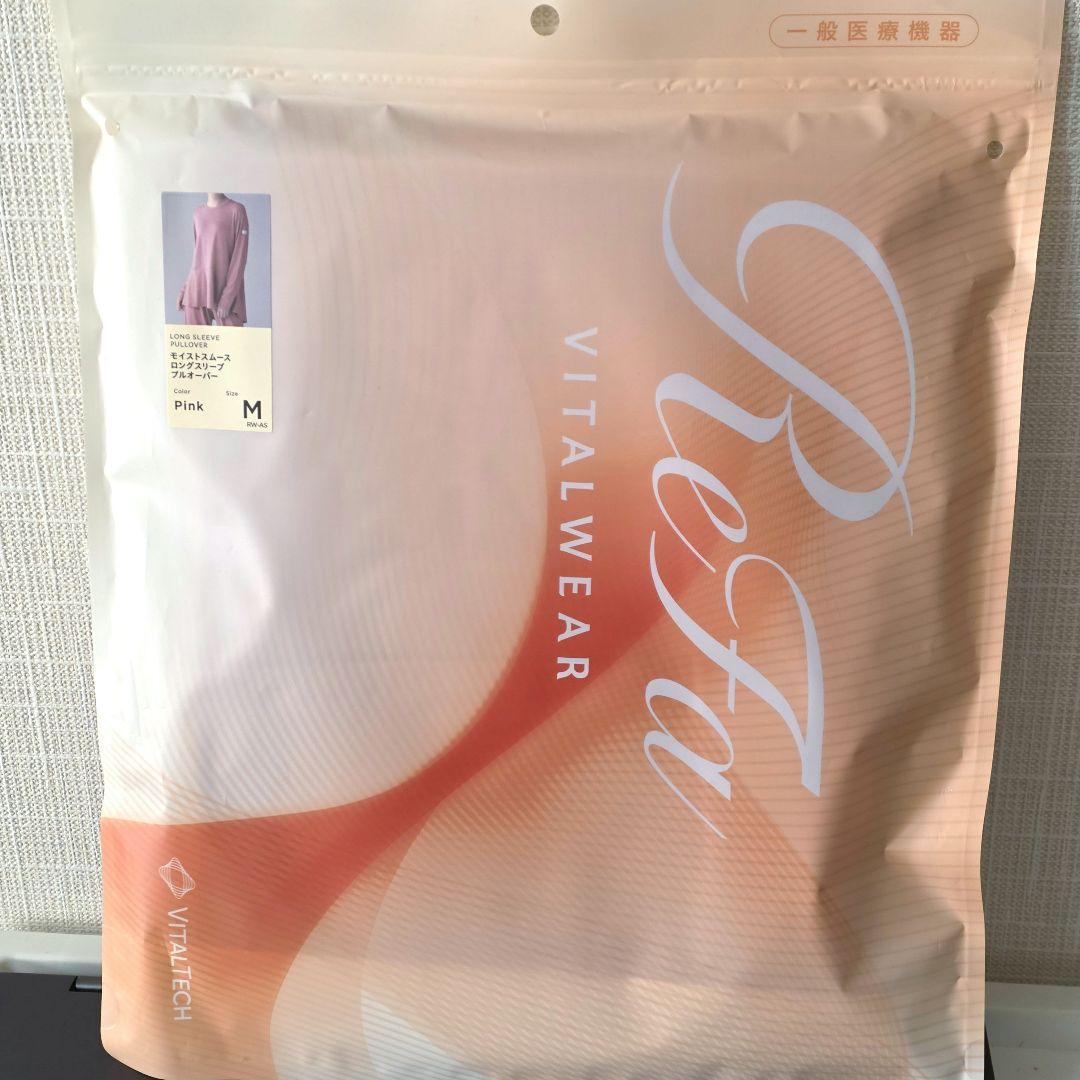 一般医療機器
LONG SLEEVE
PULLOVER
モイストスムース
ロングスリーブ
プルオーバー
Color Size
Pink M
RW-AS
ReFa
VITALWEAR
VITALTECH